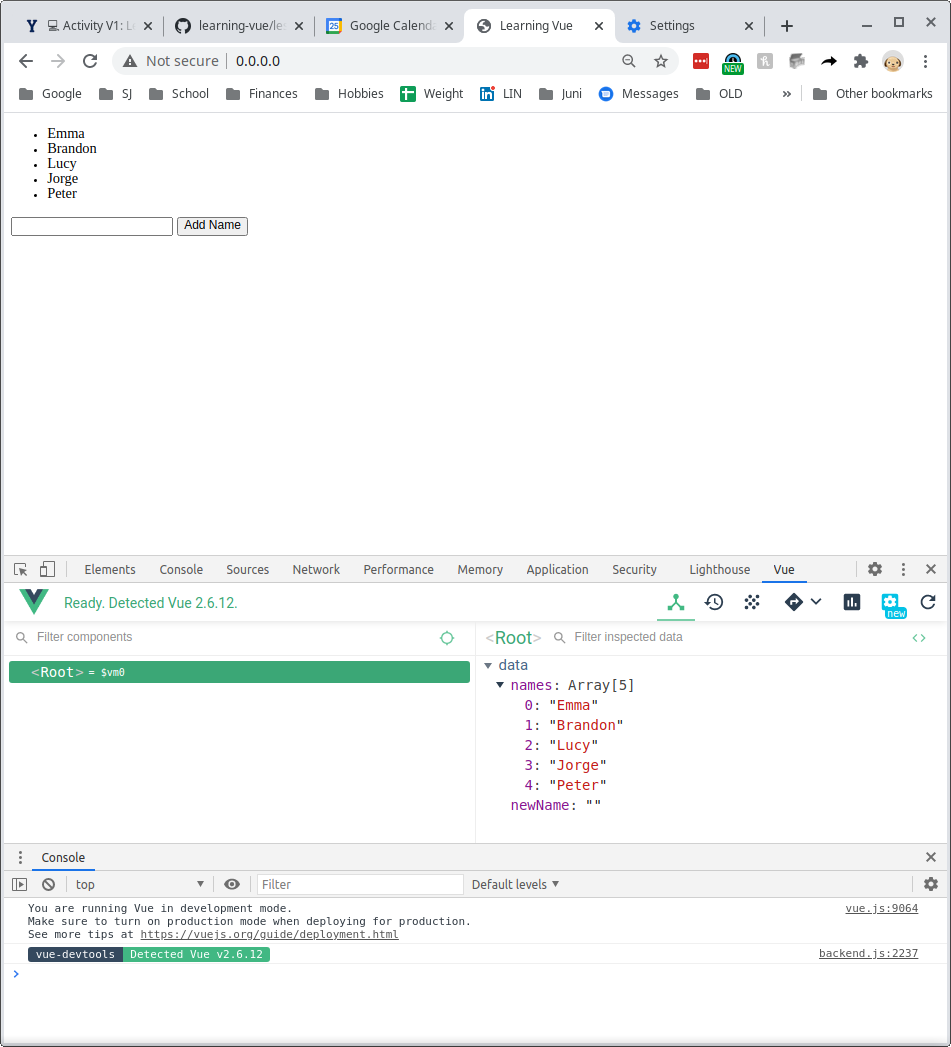 Y Activity V1: Le learning-vue/les 25 Google Calenda Learning Vue Settings
Not secure 0.0.0.0 NEW
Google SJ School Finances Hobbies Weight LIN Juni Messages OLD » Other bookmarks
• Emma
• Brandon
• Lucy
• Jorge
• Peter
Add Name
Elements Console Sources Network Performance Memory Application Security Lighthouse Vue
Ready. Detected Vue 2.6.12. new
Filter components <Root> Filter inspected data
<Root> = $vm0
data
names: Array[5]
0: "Emma"
1: "Brandon"
2: "Lucy"
3: "Jorge"
4: "Peter"
newName: ""
Console
top Filter Default levels
You are running Vue in development mode. vue.js:9064
Make sure to turn on production mode when deploying for production.
See more tips at https://vuejs.org/guide/deployment.html
vue-devtools Detected Vue v2.6.12 backend.js:2237
>